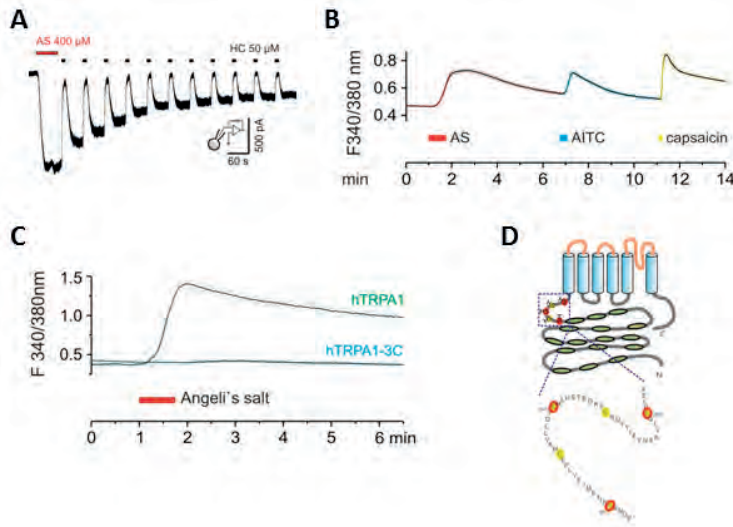 A
AS 400 µM
HC 50 µM
500 pA
60 s
B
F340/380 nm
0.8
0.6
0.4
AS
AITC
capsaicin
min
0 2 4 6 8 10 12 14
C
F 340/380nm
1.5
1.0
0.5
hTRPA1
hTRPA1-3C
Angeli`s salt
0 1 2 3 4 5 6 min
D
C
N